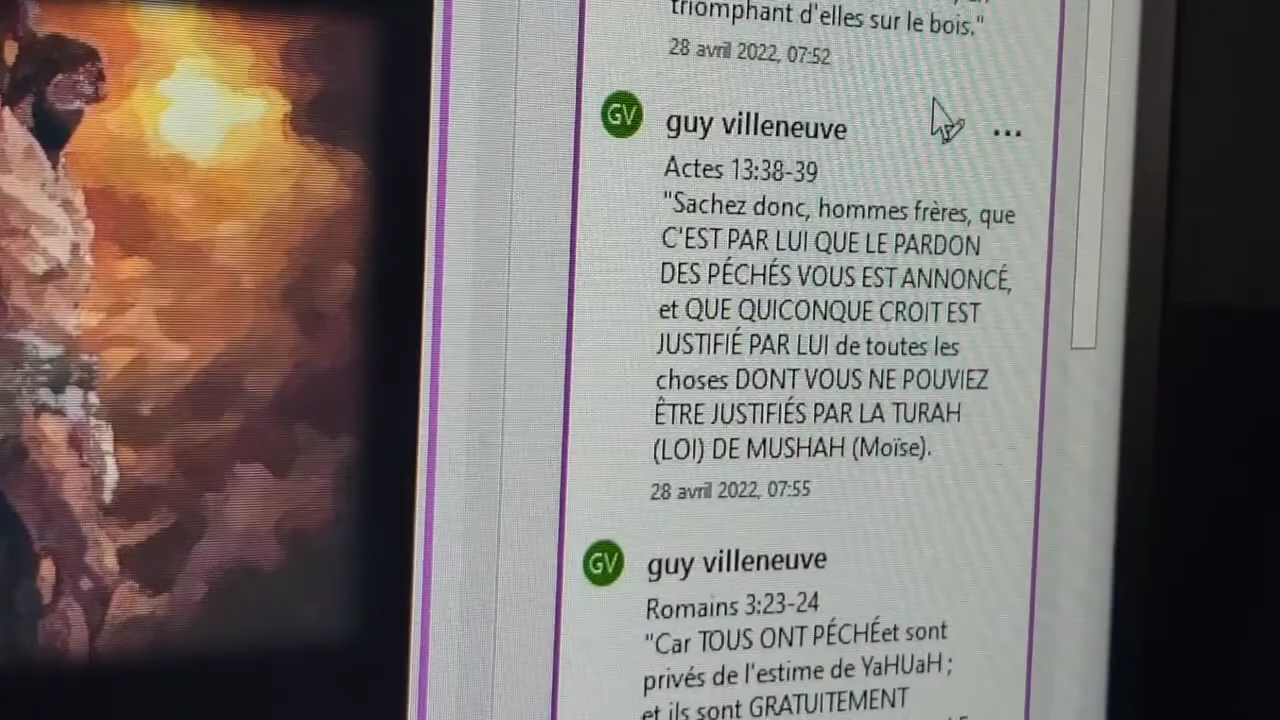 triomphant d'elles sur le bois."
28 avril 2022, 07:52
GV
guy villeneuve
...
Actes 13:38-39
"Sachez donc, hommes frères, que
C'EST PAR LUI QUE LE PARDON
DES PÉCHÉS VOUS EST ANNONCÉ,
et QUE QUICONQUE CROIT EST
JUSTIFIÉ PAR LUI de toutes les
choses DONT VOUS NE POUVIEZ
ÊTRE JUSTIFIÉS PAR LA TURAH
(LOI) DE MUSHAH (Moïse).
28 avril 2022, 07:55
GV
guy villeneuve
Romains 3:23-24
"Car TOUS ONT PÉCHÉet sont
privés de l'estime de YaHUaH ;
et ils sont GRATUITEMENT